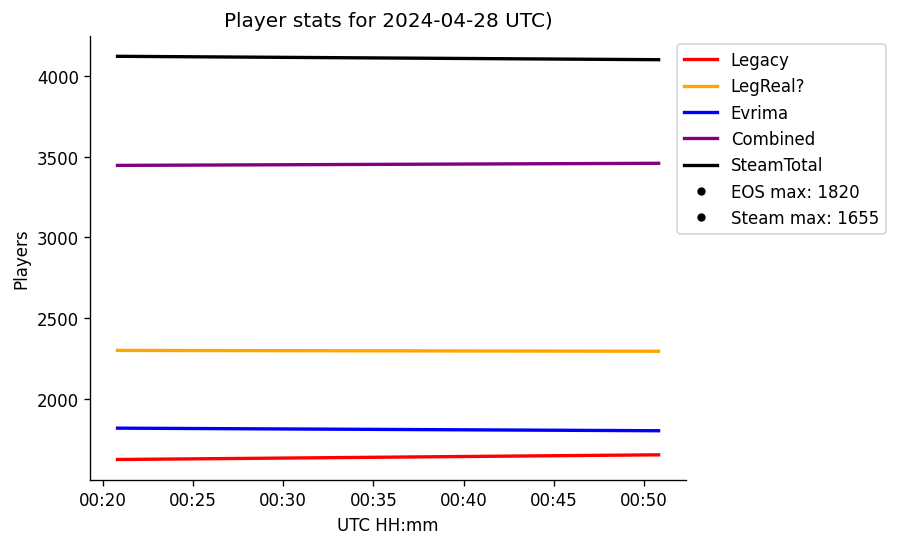 Player stats for 2024-04-28 UTC)
Players
4000
3500
3000
2500
2000
00:20 00:25 00:30 00:35 00:40 00:45 00:50
UTC HH:mm
Legacy
LegReal?
Evrima
Combined
SteamTotal
EOS max: 1820
Steam max: 1655